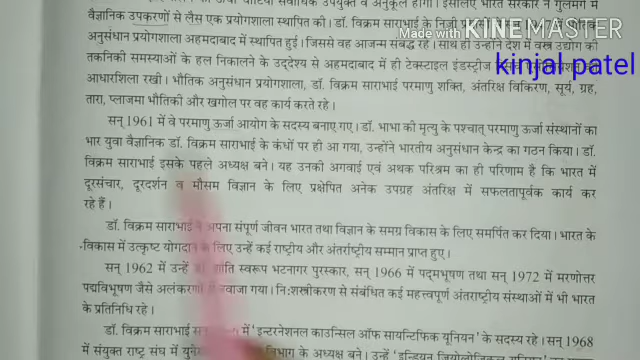 Made with KINEMASTER
kinjal patel
वैज्ञानिक उपकरणों से लैस एक प्रयोगशाला स्थापित की। डॉ. विक्रम साराभाई के निजी
अनुसंधान प्रयोगशाला अहमदाबाद में स्थापित हुई। जिससे वह आजन्म संबद्ध रहे। साथ ही उन्होंने देश में वस्त्र उद्योग की
तकनिकी समस्याओं के हल निकालने के उद्देश्य से अहमदाबाद में ही टेक्स्टाइल इंडस्ट्रीज
आधारशिला रखी। भौतिक अनुसंधान प्रयोगशाला, डॉ. विक्रम साराभाई परमाणु शक्ति, अंतरिक्ष विकिरण, सूर्य, ग्रह,
तारा, प्लाजमा भौतिकी और खगोल पर वह कार्य करते रहे।
सन् 1961 में वे परमाणु ऊर्जा आयोग के सदस्य बनाए गए। डॉ. भाभा की मृत्यु के पश्चात् परमाणु ऊर्जा संस्थानों का
भार युवा वैज्ञानिक डॉ. विक्रम साराभाई के कंधों पर ही आ गया, उन्होंने भारतीय अनुसंधान केन्द्र का गठन किया। डॉ.
विक्रम साराभाई इसके पहले अध्यक्ष बने। यह उनकी अगवाई एवं अथक परिश्रम का ही परिणाम है कि भारत में
दूरसंचार, दूरदर्शन व मौसम विज्ञान के लिए प्रक्षेपित अनेक उपग्रह अंतरिक्ष में सफलतापूर्वक कार्य कर
रहे हैं।
डॉ. विक्रम साराभाई ने अपना संपूर्ण जीवन भारत तथा विज्ञान के समग्र विकास के लिए समर्पित कर दिया। भारत के
विकास में उत्कृष्ट योगदान के लिए उन्हें कई राष्ट्रीय और अंतर्राष्ट्रीय सम्मान प्राप्त हुए।
सन् 1962 में उन्हें शांति स्वरूप भटनागर पुरस्कार, सन् 1966 में पद्मभूषण तथा सन् 1972 में मरणोत्तर
पद्मविभूषण जैसे अलंकरणों से नवाजा गया। नि:शस्त्रीकरण से संबंधित कई महत्त्वपूर्ण अंतराष्ट्रीय संस्थाओं में भी भारत
के प्रतिनिधि रहे।
डॉ. विक्रम साराभाई में 'इन्टरनेशनल काउन्सिल ऑफ सायन्टिफिक यूनियन' के सदस्य रहे। सन् 1968
में संयुक्त राष्ट्र संघ में विभाग के अध्यक्ष बने।